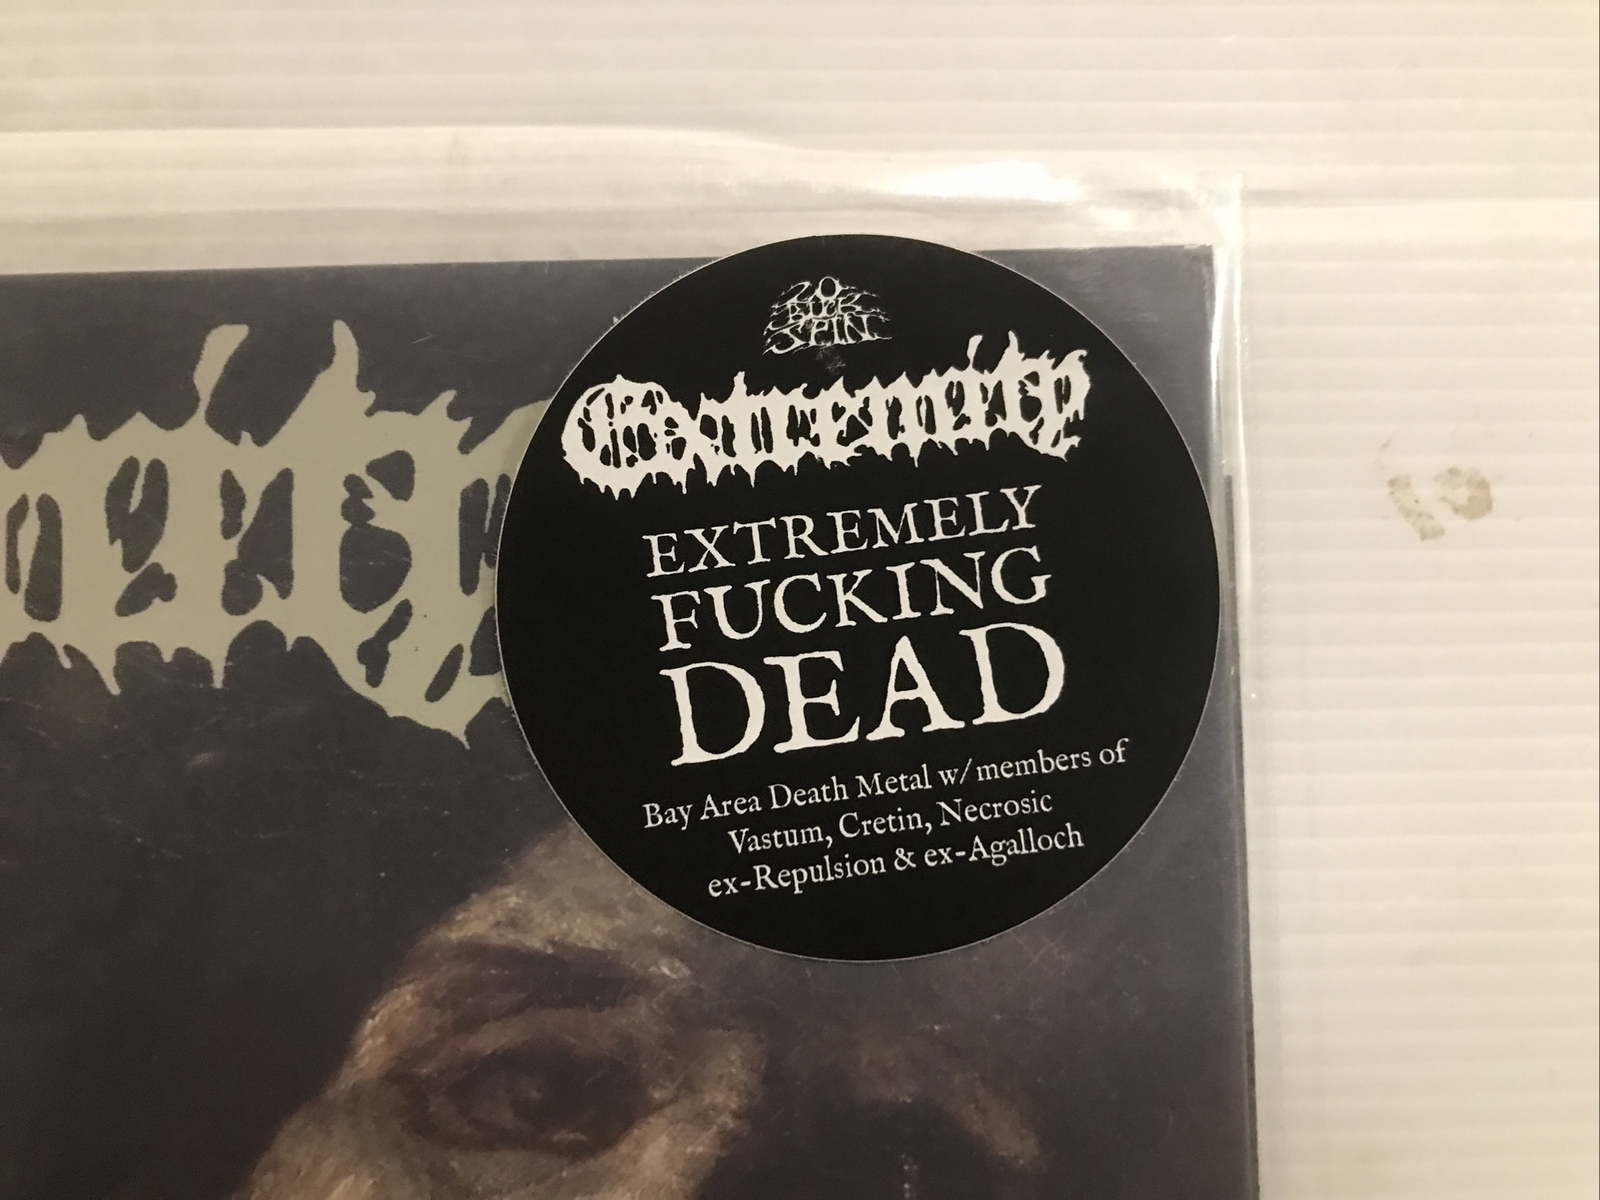 20
BUCK
SPIN
Extremity
EXTREMELY
FUCKING
DEAD
Bay Area Death Metal w/members of
Vastum, Cretin, Necrosic
ex-Repulsion & ex-Agalloch